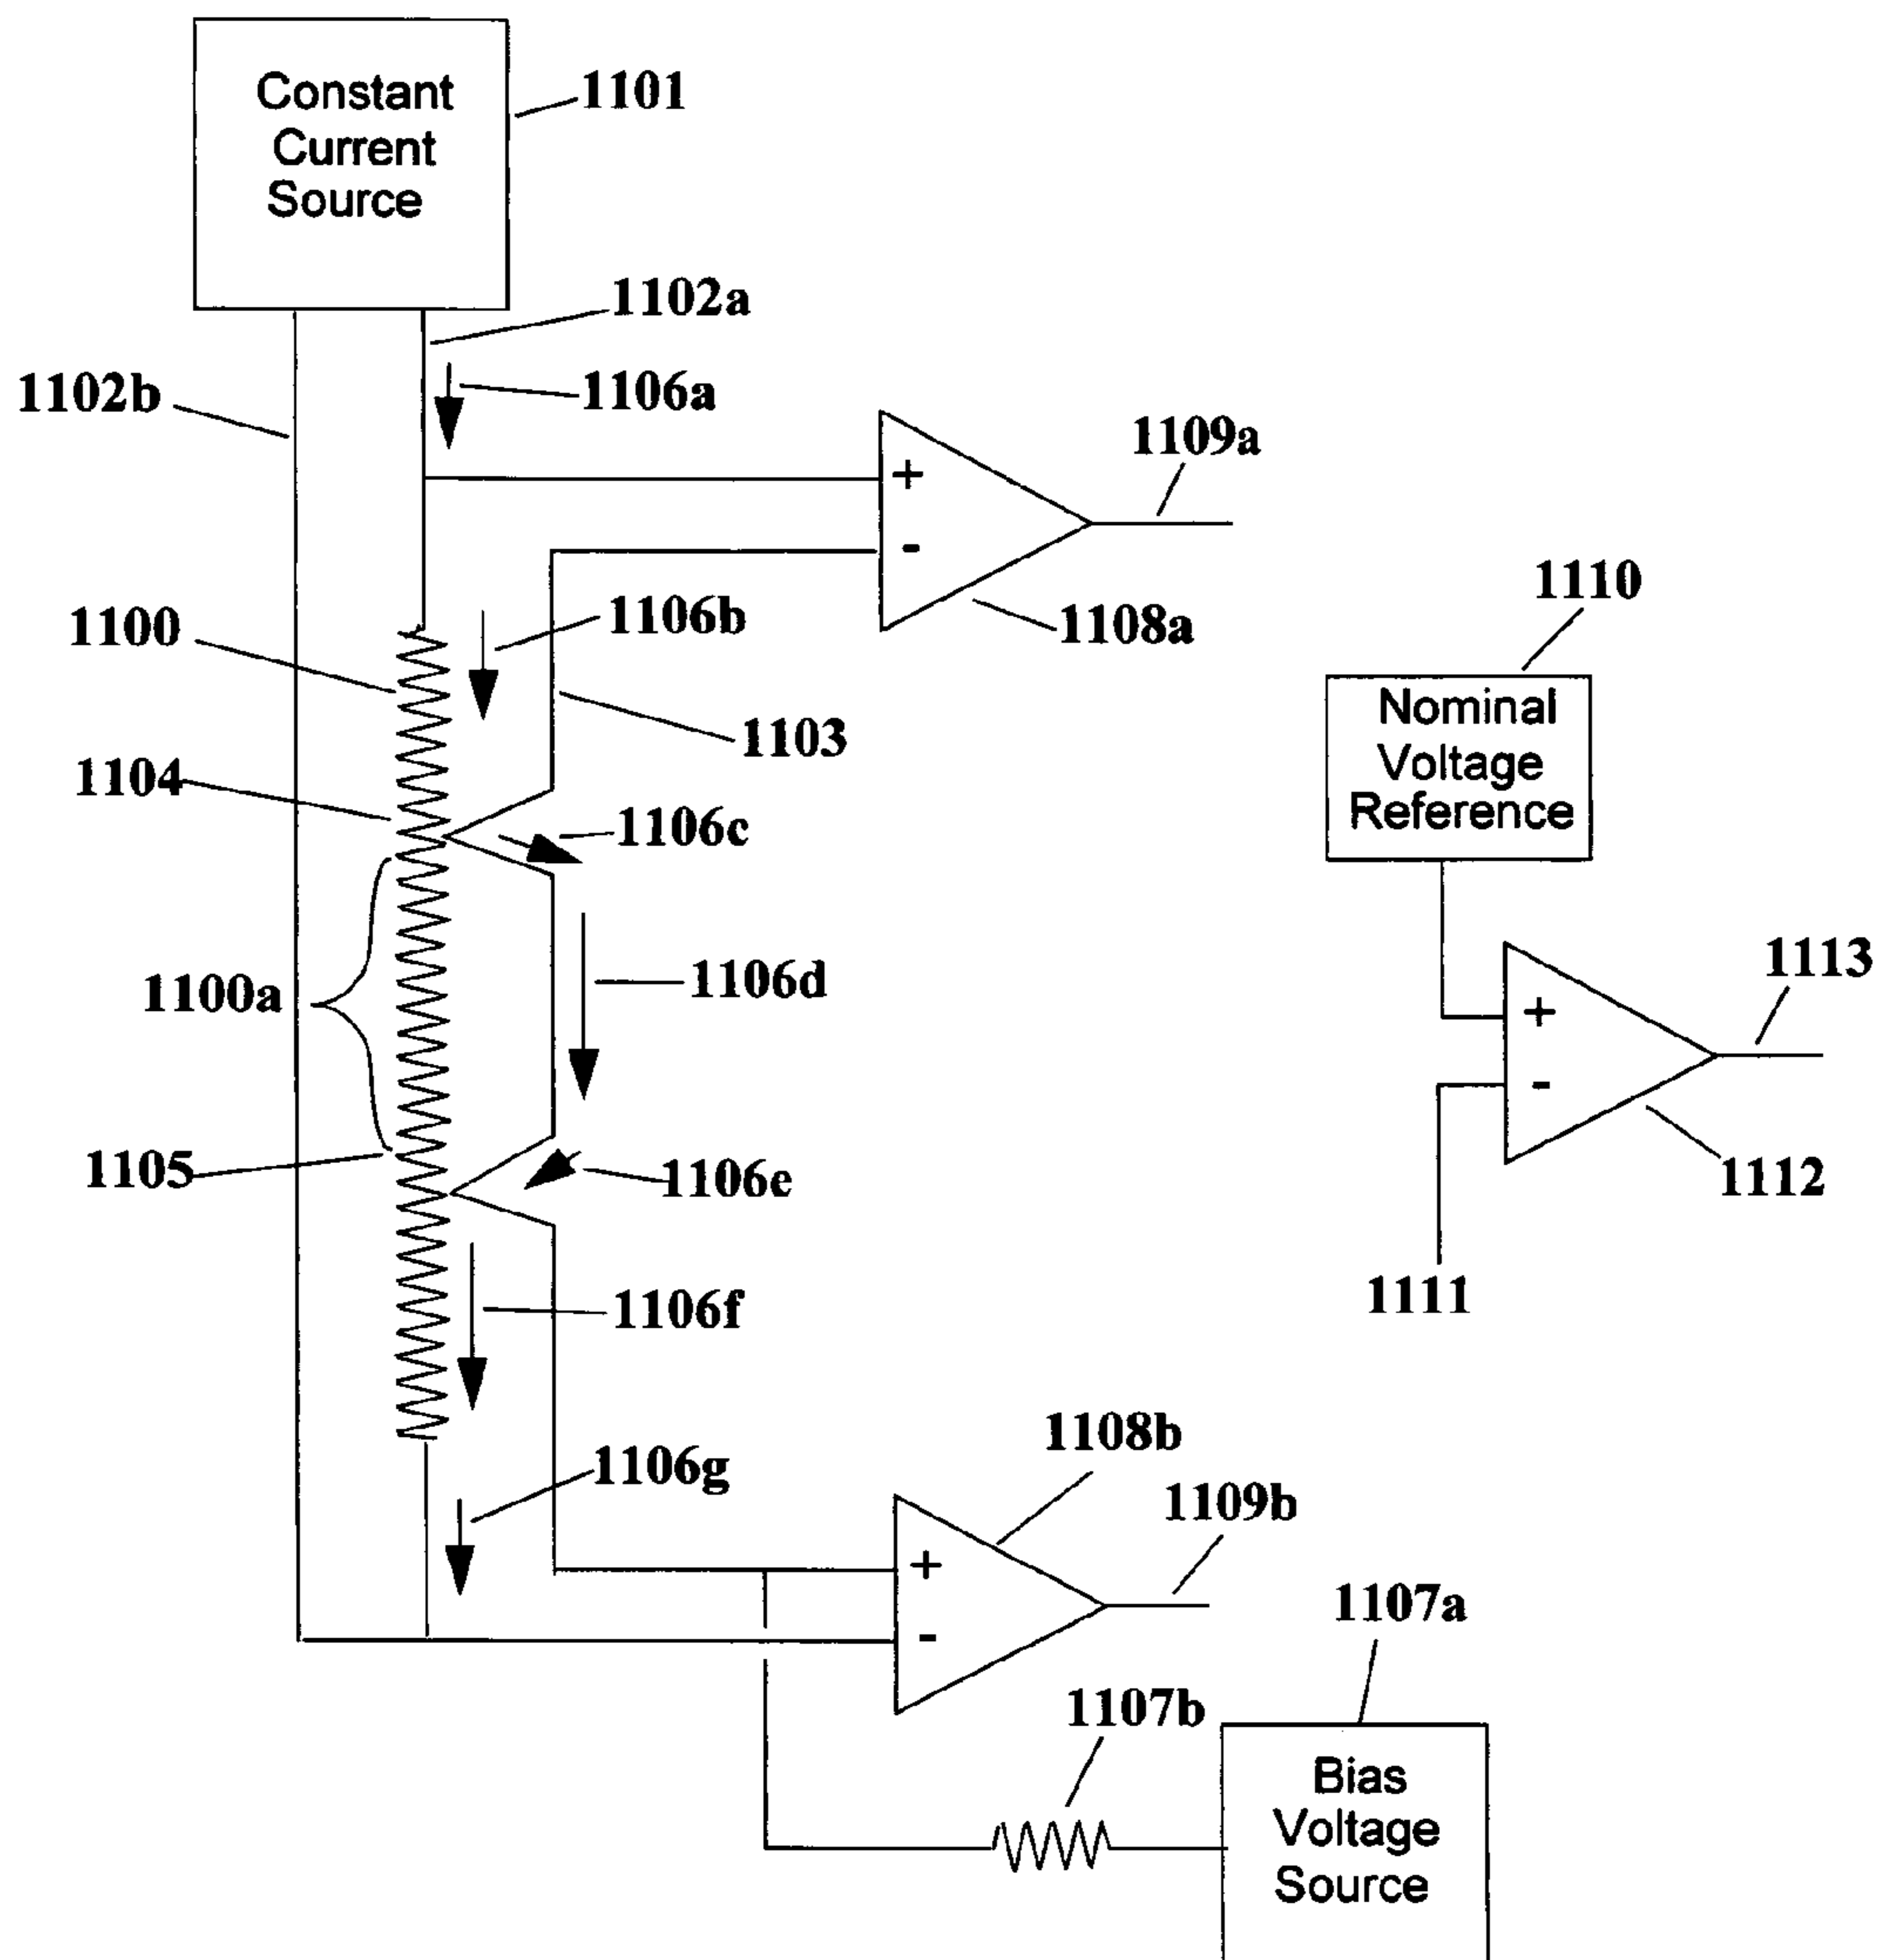 Constant
Current
Source
1101
1102a
1102b
1106a
1109a
+
-
1108a
1110
1100
1106b
Nominal
Voltage
Reference
1103
1104
1106c
1100a
1106d
1113
+
-
1105
1106e
1112
1111
1106f
1108b
1106g
1109b
+
-
1107a
1107b
Bias
Voltage
Source